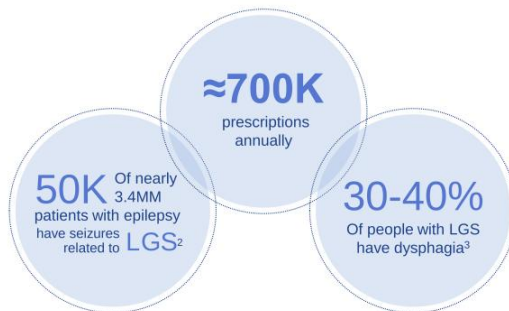 ≈700K
prescriptions
annually
50K Of nearly
3.4MM
patients with epilepsy
have seizures
related to LGS²
30-40%
Of people with LGS
have dysphagia³